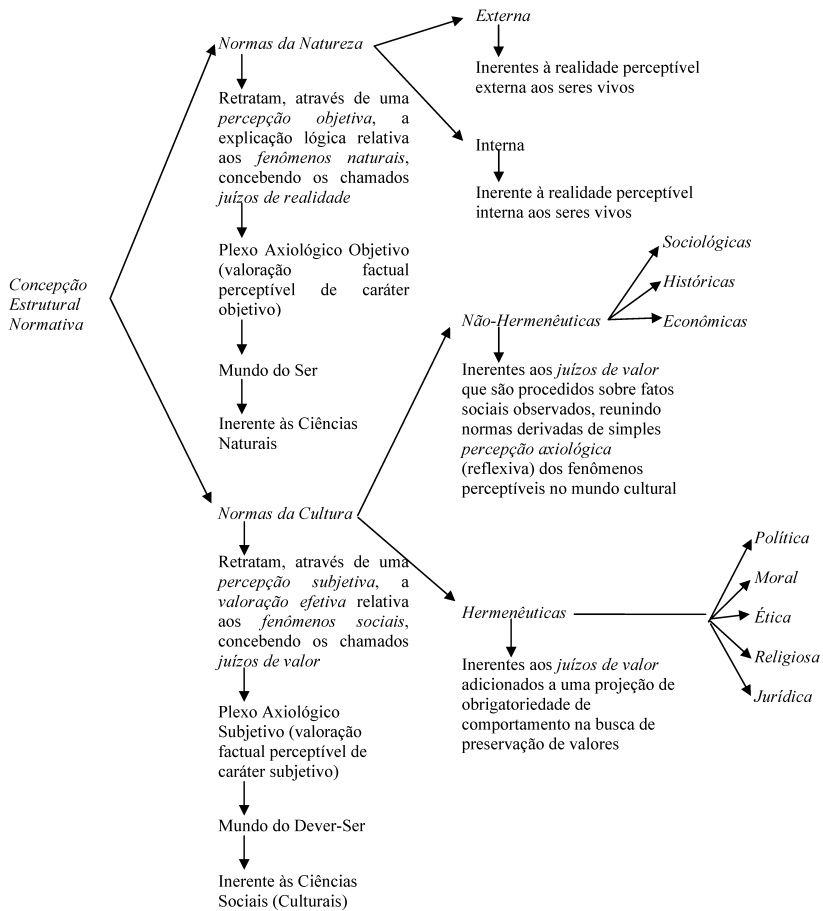 Concepção
Estrutural
Normativa
Normas da Natureza
Retratam, através de uma
percepção objetiva, a
explicação lógica relativa
aos fenômenos naturais,
concebendo os chamados
juízos de realidade
Plexo Axiológico Objetivo
(valoração factual
perceptível de caráter
objetivo)
Mundo do Ser
Inerente às Ciências
Naturais
Externa
Inerentes à realidade perceptível
externa aos seres vivos
Interna
Inerente à realidade perceptível
interna aos seres vivos
Normas da Cultura
Retratam, através de uma
percepção subjetiva, a
valoração efetiva relativa
aos fenômenos sociais,
concebendo os chamados
juízos de valor
Plexo Axiológico
Subjetivo (valoração
factual perceptível de
caráter subjetivo)
Mundo do Dever-Ser
Inerente às Ciências
Sociais (Culturais)
Não-Hermenêuticas
Inerentes aos juízos de valor
que são procedidos sobre fatos
sociais observados, reunindo
normas derivadas de simples
percepção axiológica
(reflexiva) dos fenômenos
perceptíveis no mundo cultural
Sociológicas
Históricas
Econômicas
Hermenêuticas
Inerentes aos juízos de valor
adicionados a uma projeção de
obrigatoriedade de
comportamento na busca de
preservação de valores
Política
Moral
Ética
Religiosa
Jurídica